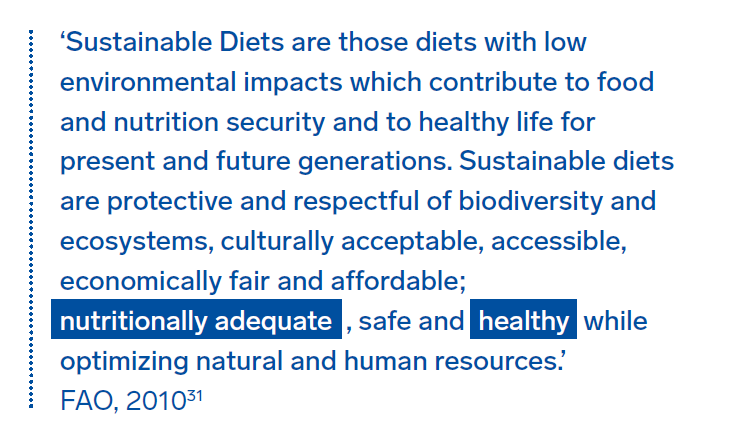 ‘Sustainable Diets are those diets with low
environmental impacts which contribute to food
and nutrition security and to healthy life for
present and future generations. Sustainable diets
are protective and respectful of biodiversity and
ecosystems, culturally acceptable, accessible,
economically fair and affordable;
nutritionally adequate , safe and healthy while
optimizing natural and human resources.’
FAO, 2010³¹